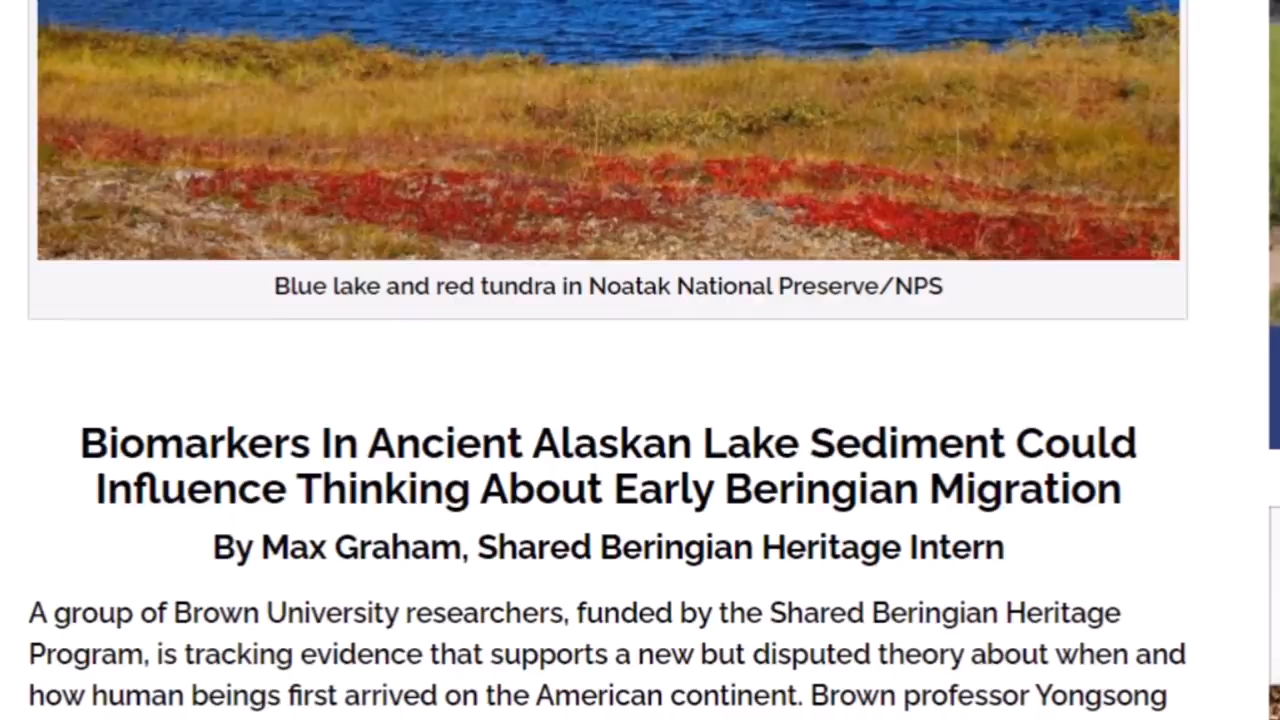 Blue lake and red tundra in Noatak National Preserve/NPS
Biomarkers In Ancient Alaskan Lake Sediment Could
Influence Thinking About Early Beringian Migration
By Max Graham, Shared Beringian Heritage Intern
A group of Brown University researchers, funded by the Shared Beringian Heritage
Program, is tracking evidence that supports a new but disputed theory about when and
how human beings first arrived on the American continent. Brown professor Yongsong